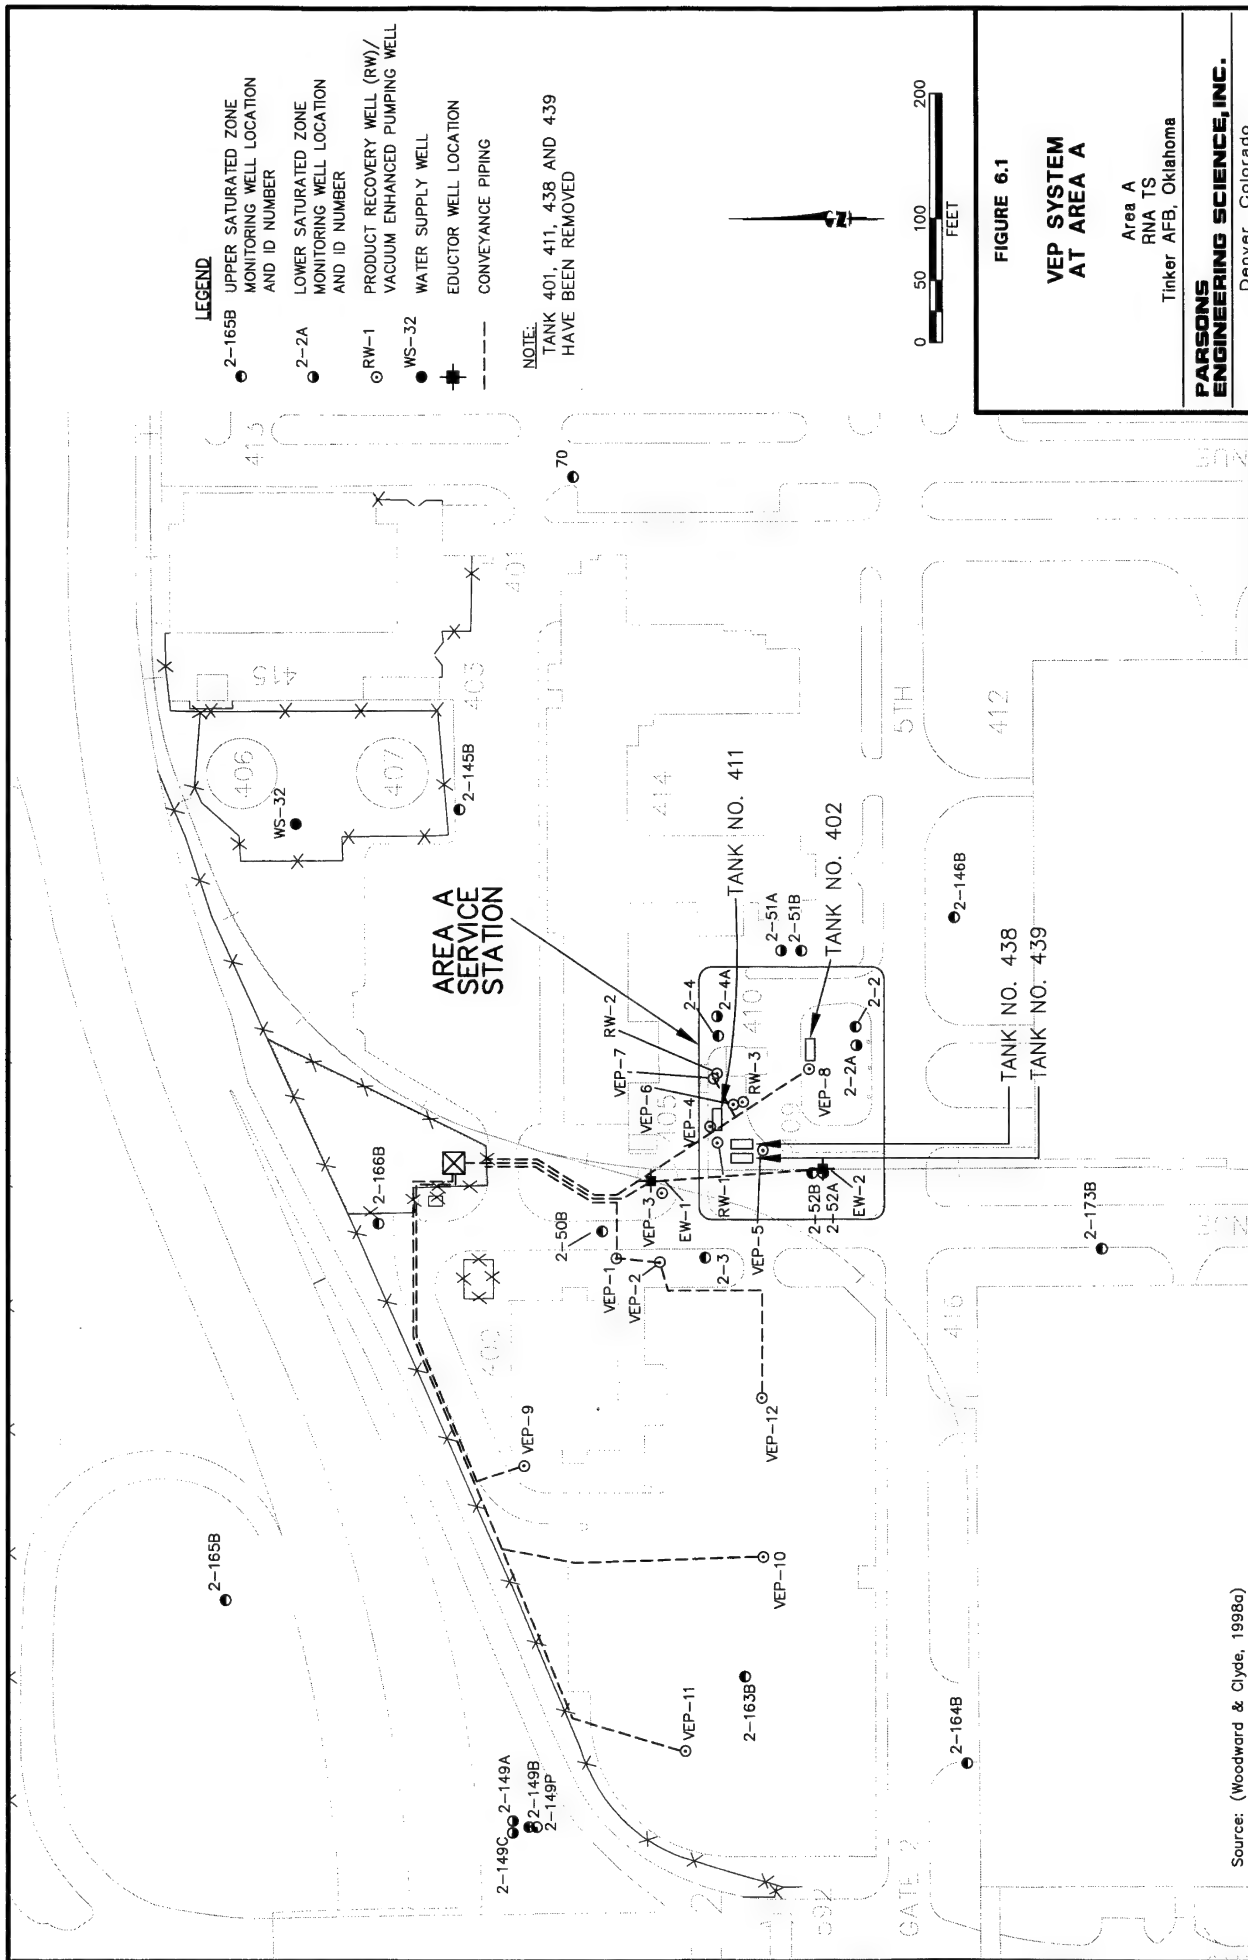 LEGEND
2-165B UPPER SATURATED ZONE
MONITORING WELL LOCATION
AND ID NUMBER
2-2A LOWER SATURATED ZONE
MONITORING WELL LOCATION
AND ID NUMBER
RW-1 PRODUCT RECOVERY WELL (RW)/
VACUUM ENHANCED PUMPING WELL
WS-32 WATER SUPPLY WELL
EDUCTOR WELL LOCATION
CONVEYANCE PIPING
NOTE:
TANK 401, 411, 438 AND 439
HAVE BEEN REMOVED
0 50 100 200
FEET
FIGURE 6.1
VEP SYSTEM
AT AREA A
Area A
RNA TS
Tinker AFB, Oklahoma
PARSONS
ENGINEERING SCIENCE, INC.
Denver, Colorado
AREA A
SERVICE
STATION
2-165B
2-149C
2-149A
2-149B
2-149P
VEP-11
2-163B
VEP-10
VEP-9
VEP-12
2-164B
2-166B
2-50B
VEP-1
VEP-2
VEP-3
EW-1
2-3
RW-1
VEP-5
2-52B
2-52A
EW-2
VEP-4
VEP-6
VEP-7
RW-2
RW-3
2-4
2-4A
VEP-8
2-2A
2-2
2-51A
2-51B
TANK NO. 411
TANK NO. 402
TANK NO. 438
TANK NO. 439
2-146B
2-173B
2-145B
WS-32
70
406
407
415
403
413
414
410
405
412
5TH
416
GATE 2
Source: (Woodward & Clyde, 1998a)